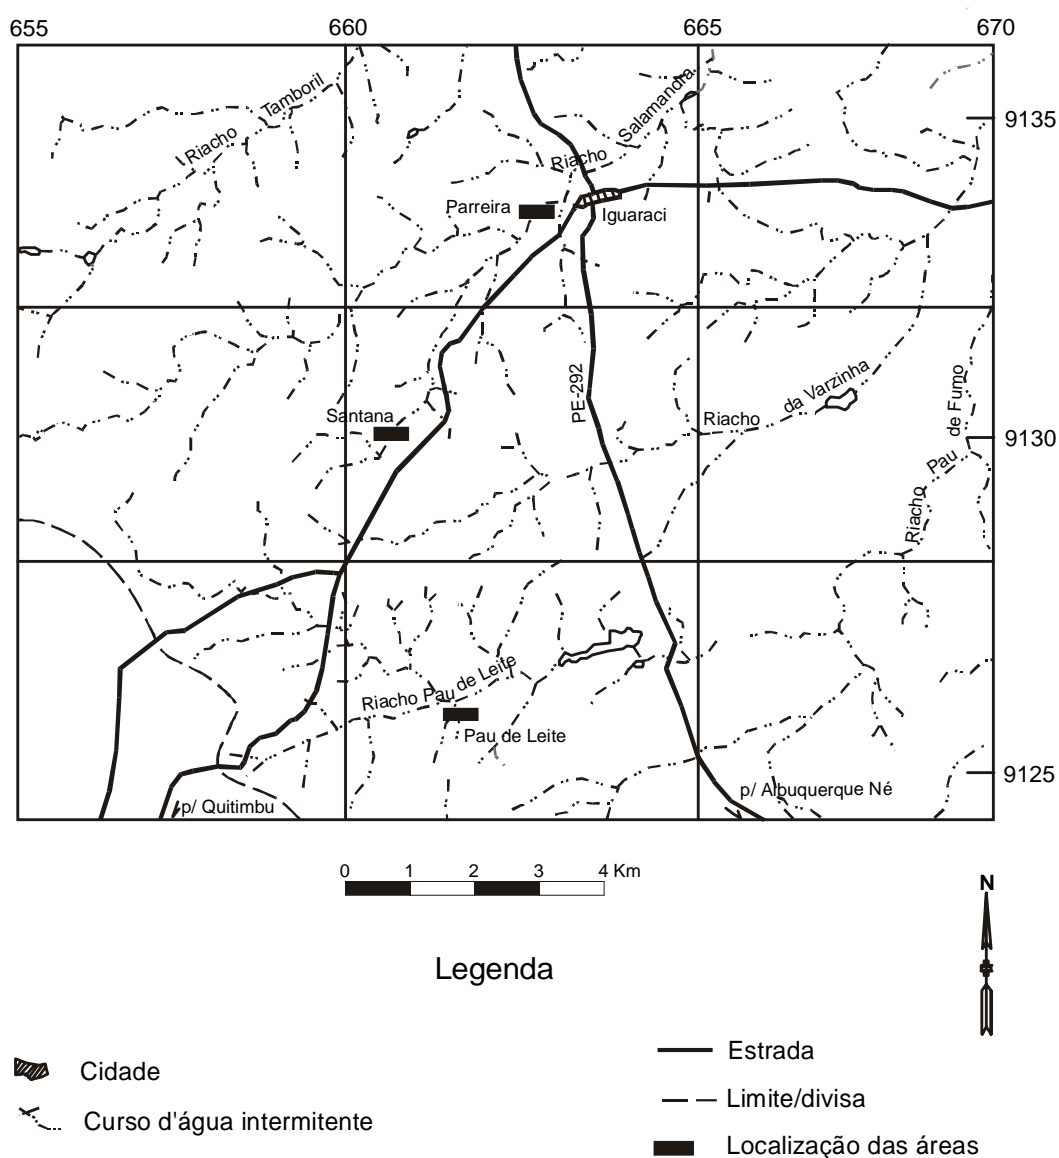 655 660 665 670
Riacho Tamboril
Riacho Salamandra
9135
Parreira
Iguaraci
PE-292
Santana
Riacho da Varzinha
9130
Riacho Pau de Fumo
Riacho Pau de Leite
Pau de Leite
9125
p/ Albuquerque Né
p/ Quitimbu
0 1 2 3 4 Km
N
Legenda
Cidade
Curso d'água intermitente
Estrada
Limite/divisa
Localização das áreas